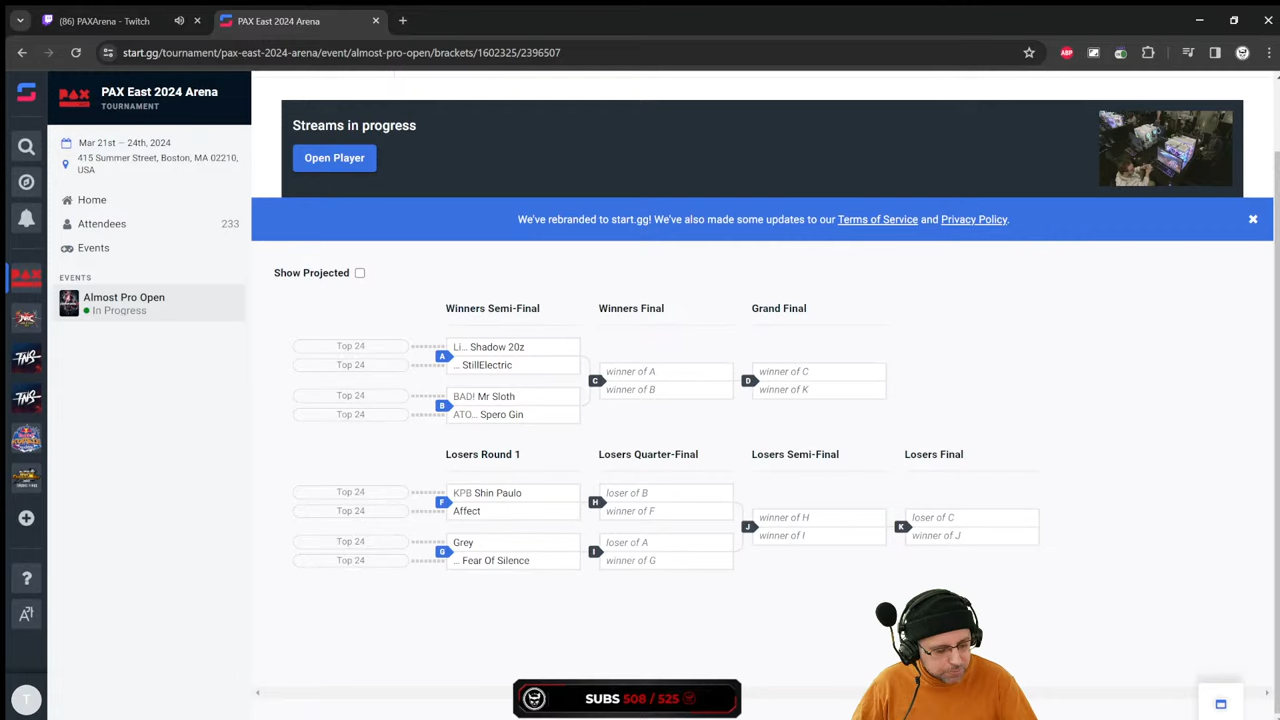 (86) PAXArena - Twitch
PAX East 2024 Arena
start.gg/tournament/pax-east-2024-arena/event/almost-pro-open/brackets/1602325/2396507
ABP
PAX East 2024 Arena
TOURNAMENT
Mar 21st – 24th, 2024
415 Summer Street, Boston, MA 02210,
USA
Home
Attendees 233
Events
EVENTS
Almost Pro Open
In Progress
Streams in progress
Open Player
We've rebranded to start.gg! We've also made some updates to our Terms of Service and Privacy Policy.
Show Projected
Winners Semi-Final Winners Final Grand Final
Top 24 Li... Shadow 20z
A
Top 24 ... StillElectric
winner of A winner of C
C D
winner of B winner of K
Top 24 BAD! Mr Sloth
B
Top 24 ATO... Spero Gin
Losers Round 1 Losers Quarter-Final Losers Semi-Final Losers Final
Top 24 KPB Shin Paulo loser of B
F H
Top 24 Affect winner of F
winner of H loser of C
J K
winner of I winner of J
Top 24 Grey loser of A
G I
Top 24 ... Fear Of Silence winner of G
PAX
TNS
TNS
T
SUBS 508 / 525